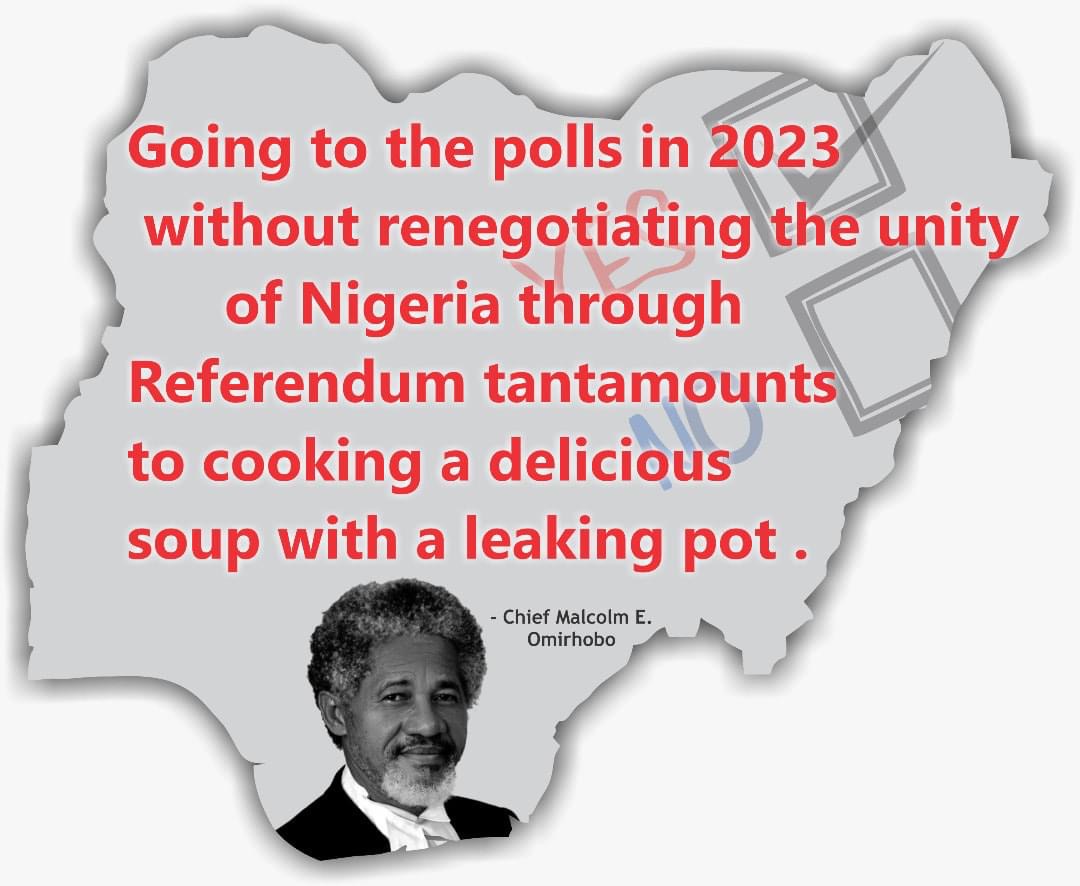 Going to the polls in 2023
without renegotiating the unity
of Nigeria through
Referendum tantamounts
to cooking a delicious
soup with a leaking pot .
- Chief Malcolm E.
Omirhobo
YES
NO